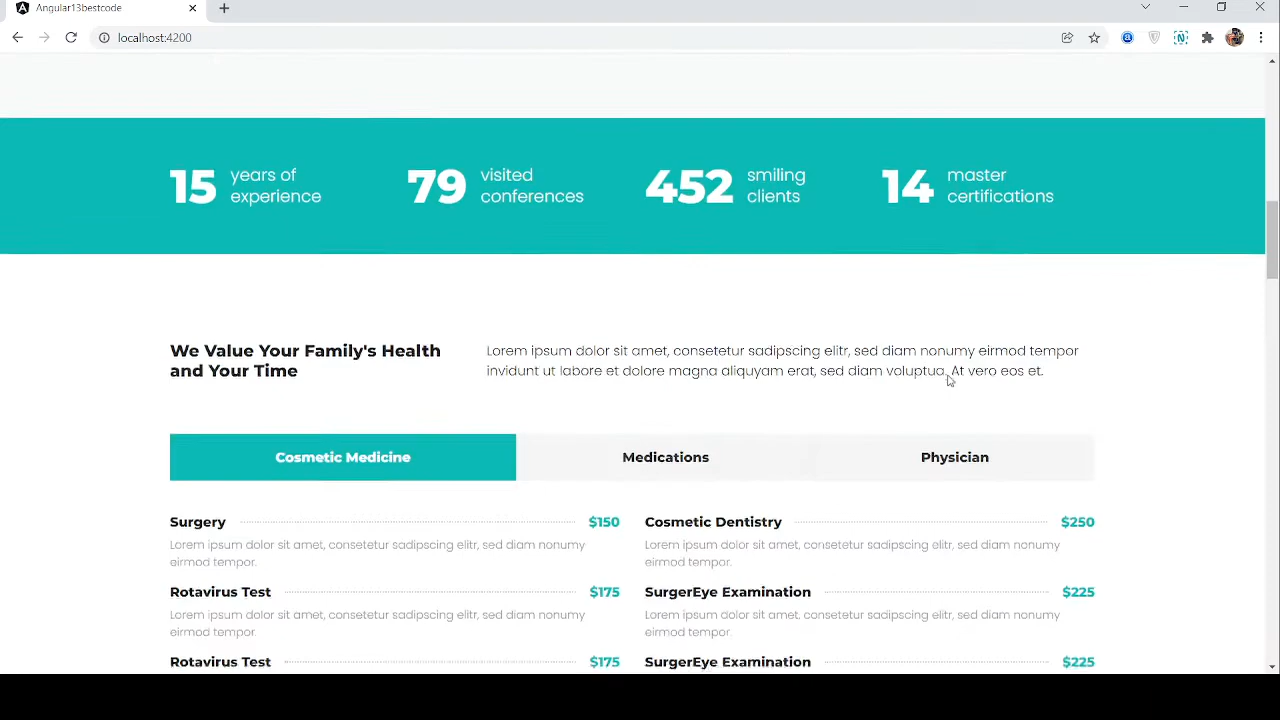 Angular13bestcode
localhost:4200
15 years of experience
79 visited conferences
452 smiling clients
14 master certifications
We Value Your Family's Health
and Your Time
Lorem ipsum dolor sit amet, consetetur sadipscing elitr, sed diam nonumy eirmod tempor
invidunt ut labore et dolore magna aliquyam erat, sed diam voluptua. At vero eos et.
Cosmetic Medicine
Medications
Physician
Surgery $150
Lorem ipsum dolor sit amet, consetetur sadipscing elitr, sed diam nonumy
eirmod tempor.
Cosmetic Dentistry $250
Lorem ipsum dolor sit amet, consetetur sadipscing elitr, sed diam nonumy
eirmod tempor.
Rotavirus Test $175
Lorem ipsum dolor sit amet, consetetur sadipscing elitr, sed diam nonumy
eirmod tempor.
SurgerEye Examination $225
Lorem ipsum dolor sit amet, consetetur sadipscing elitr, sed diam nonumy
eirmod tempor.
Rotavirus Test $175
SurgerEye Examination $225